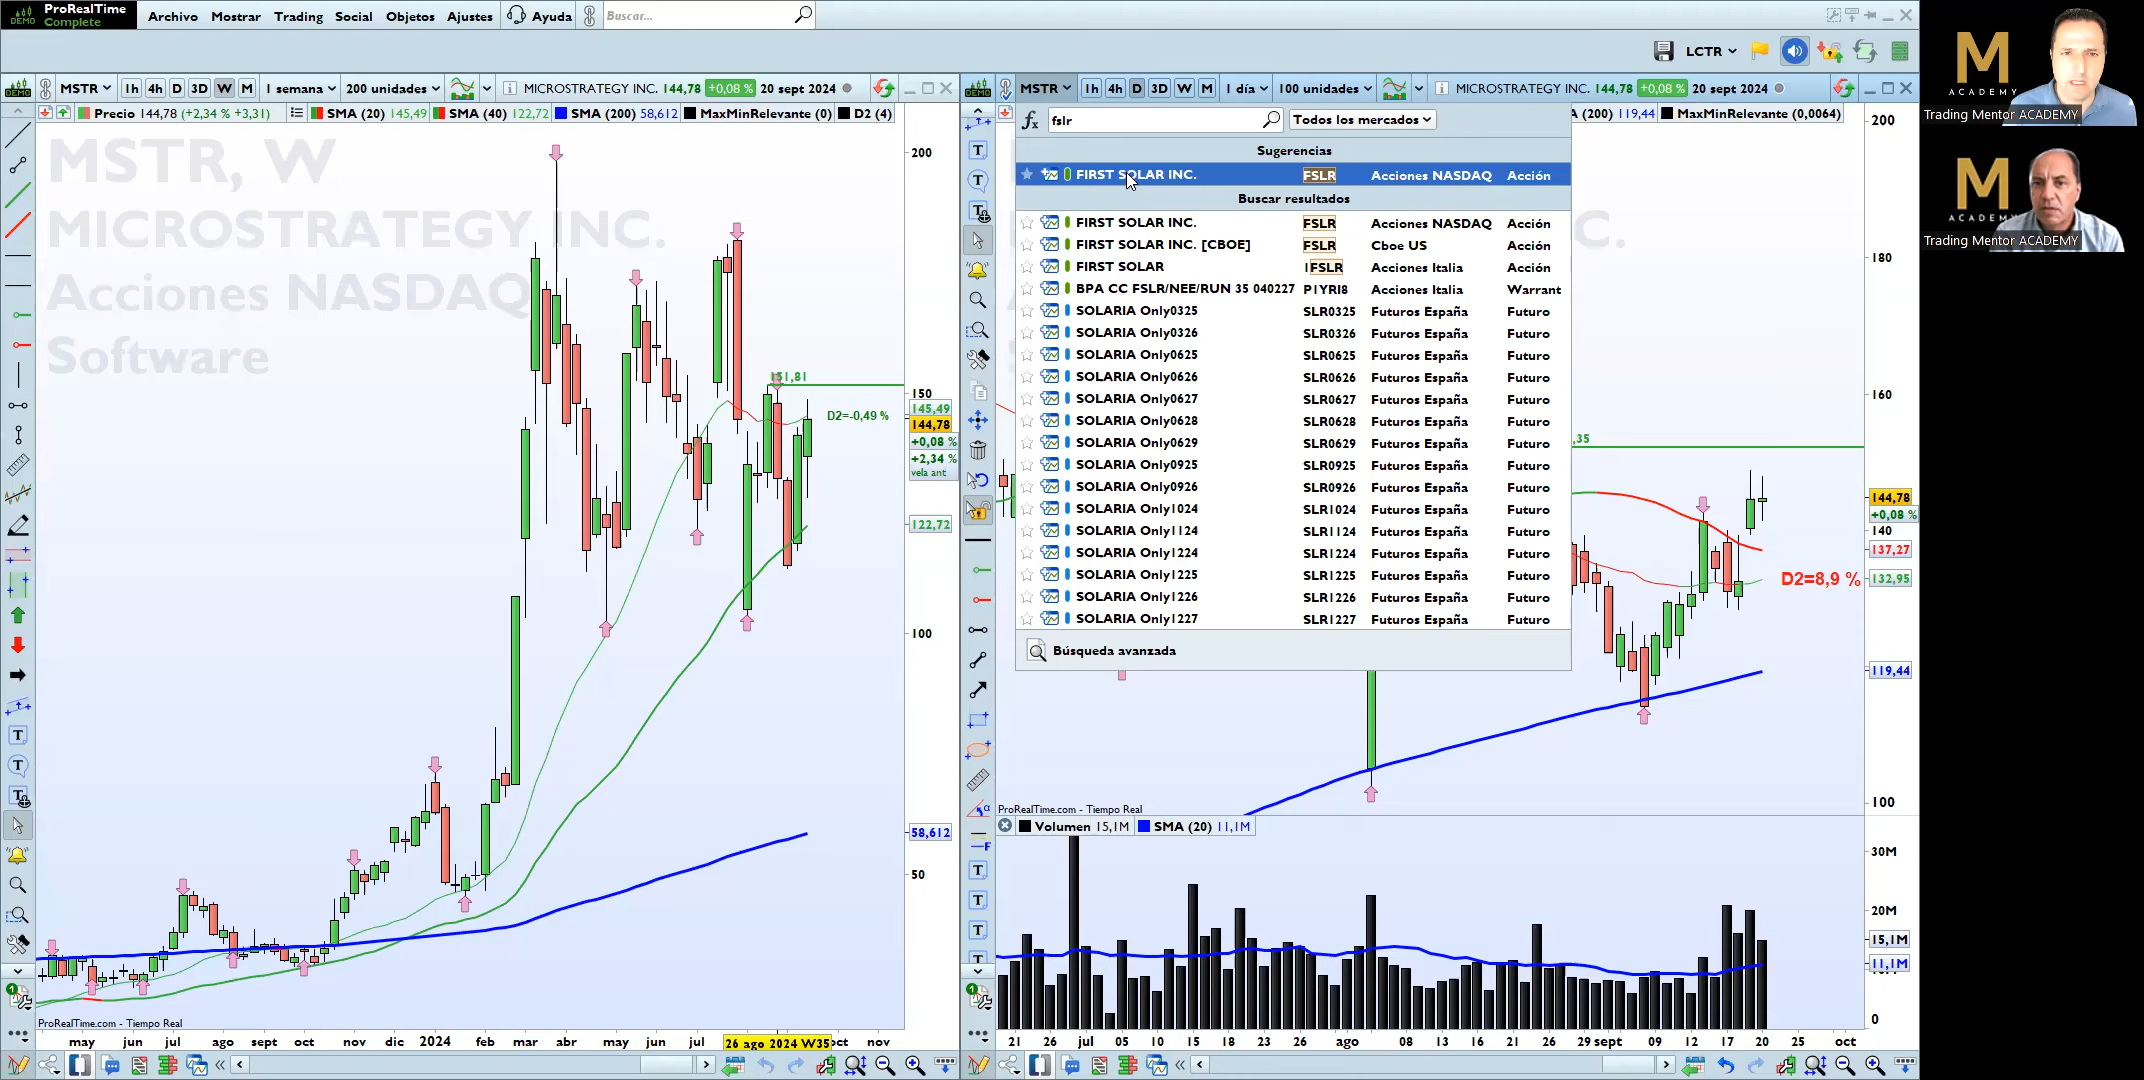 DEMO
ProRealTime
Complete
Archivo Mostrar Trading Social Objetos Ajustes Ayuda Buscar...
LCTR
MSTR 1h 4h D 3D W M 1 semana 200 unidades MICROSTRATEGY INC. 144,78 +0,08 % 20 sept 2024
Precio 144,78 (+2,34 % +3,31) SMA (20) 145,49 SMA (40) 122,72 SMA (200) 58,612 MaxMinRelevante (0) D2 (4)
MSTR, W
MICROSTRATEGY INC.
Acciones NASDAQ
Software
200
151,81
150
145,49
D2=-0,49 %
144,78
+0,08 %
+2,34 %
vela ant
122,72
100
58,612
50
ProRealTime.com - Tiempo Real
may jun jul ago sept oct nov dic 2024 feb mar abr may jun jul 26 ago 2024 W35 oct nov
DEMO
MSTR 1h 4h D 3D W M 1 día 100 unidades MICROSTRATEGY INC. 144,78 +0,08 % 20 sept 2024
fx fslr Todos los mercados
A (200) 119,44 MaxMinRelevante (0,0064)
Sugerencias
FIRST SOLAR INC. FSLR Acciones NASDAQ Acción
Buscar resultados
FIRST SOLAR INC. FSLR Acciones NASDAQ Acción
FIRST SOLAR INC. [CBOE] FSLR Cboe US Acción
FIRST SOLAR 1FSLR Acciones Italia Acción
BPA CC FSLR/NEE/RUN 35 040227 P1YRI8 Acciones Italia Warrant
SOLARIA Only0325 SLR0325 Futuros España Futuro
SOLARIA Only0326 SLR0326 Futuros España Futuro
SOLARIA Only0625 SLR0625 Futuros España Futuro
SOLARIA Only0626 SLR0626 Futuros España Futuro
SOLARIA Only0627 SLR0627 Futuros España Futuro
SOLARIA Only0628 SLR0628 Futuros España Futuro
SOLARIA Only0629 SLR0629 Futuros España Futuro
SOLARIA Only0925 SLR0925 Futuros España Futuro
SOLARIA Only0926 SLR0926 Futuros España Futuro
SOLARIA Only1024 SLR1024 Futuros España Futuro
SOLARIA Only1124 SLR1124 Futuros España Futuro
SOLARIA Only1224 SLR1224 Futuros España Futuro
SOLARIA Only1225 SLR1225 Futuros España Futuro
SOLARIA Only1226 SLR1226 Futuros España Futuro
SOLARIA Only1227 SLR1227 Futuros España Futuro
Búsqueda avanzada
C.
,35
200
180
160
144,78
+0,08 %
140
137,27
D2=8,9 %
132,95
119,44
100
ProRealTime.com - Tiempo Real
Volumen 15,1M SMA (20) 11,1M
30M
20M
15,1M
11,1M
0
21 26 jul 05 10 15 18 23 26 ago 08 13 16 21 26 29 sept 09 12 17 20 25 oct
M
ACADEMY
Trading Mentor ACADEMY
M
ACADEMY
Trading Mentor ACADEMY